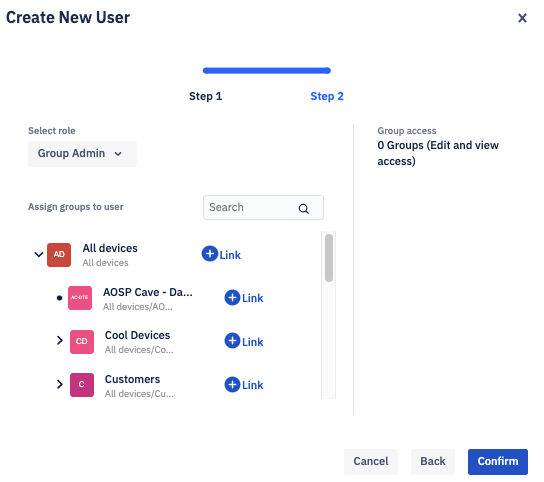 Create New User
Step 1
Step 2
Select role
Group Admin
Group access
0 Groups (Edit and view
access)
Assign groups to user
Search
AD
All devices
All devices
Link
AC-DTE
AOSP Cave - Da...
All devices/AO...
Link
CD
Cool Devices
All devices/Co...
Link
C
Customers
All devices/Cu...
Link
Cancel
Back
Confirm